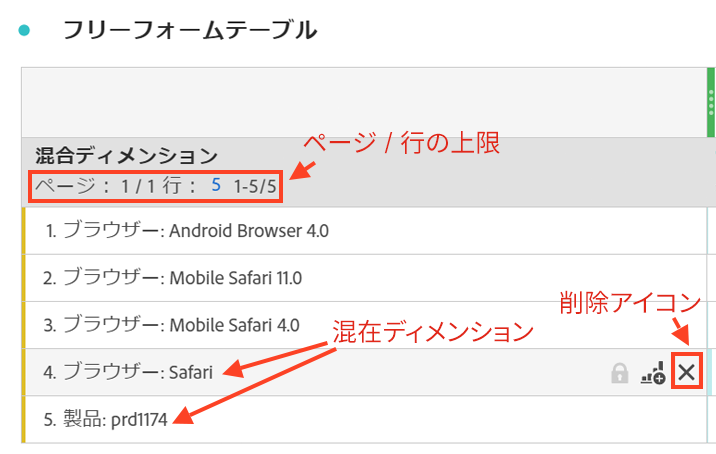 フリーフォームテーブル
ページ / 行の上限
混合ディメンション
ページ： 1 / 1 行： 5 1-5/5
1. ブラウザー: Android Browser 4.0
2. ブラウザー: Mobile Safari 11.0
削除アイコン
3. ブラウザー: Mobile Safari 4.0
混在ディメンション
4. ブラウザー: Safari
5. 製品: prd1174